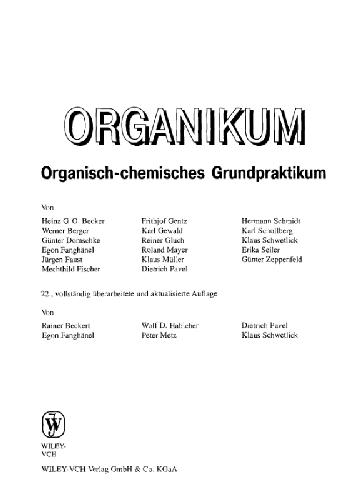 ORGANIKUM
Organisch-chemisches Grundpraktikum
Von
Heinz G. O. Becker Frithjof Gentz Hermann Schmidt
Werner Berger Karl Gewald Karl Schollberg
Günter Domschke Reiner Gluch Klaus Schwetlick
Egon Fanghänel Roland Mayer Erika Seiler
Jürgen Faust Klaus Müller Günter Zeppenfeld
Mechthild Fischer Dietrich Pavel
22., vollständig überarbeitete und aktualisierte Auflage
Von
Rainer Beckert Wolf D. Habicher Dietrich Pavel
Egon Fanghänel Peter Metz Klaus Schwetlick
WILEY-
VCH
WILEY-VCH Verlag GmbH & Co. KGaA